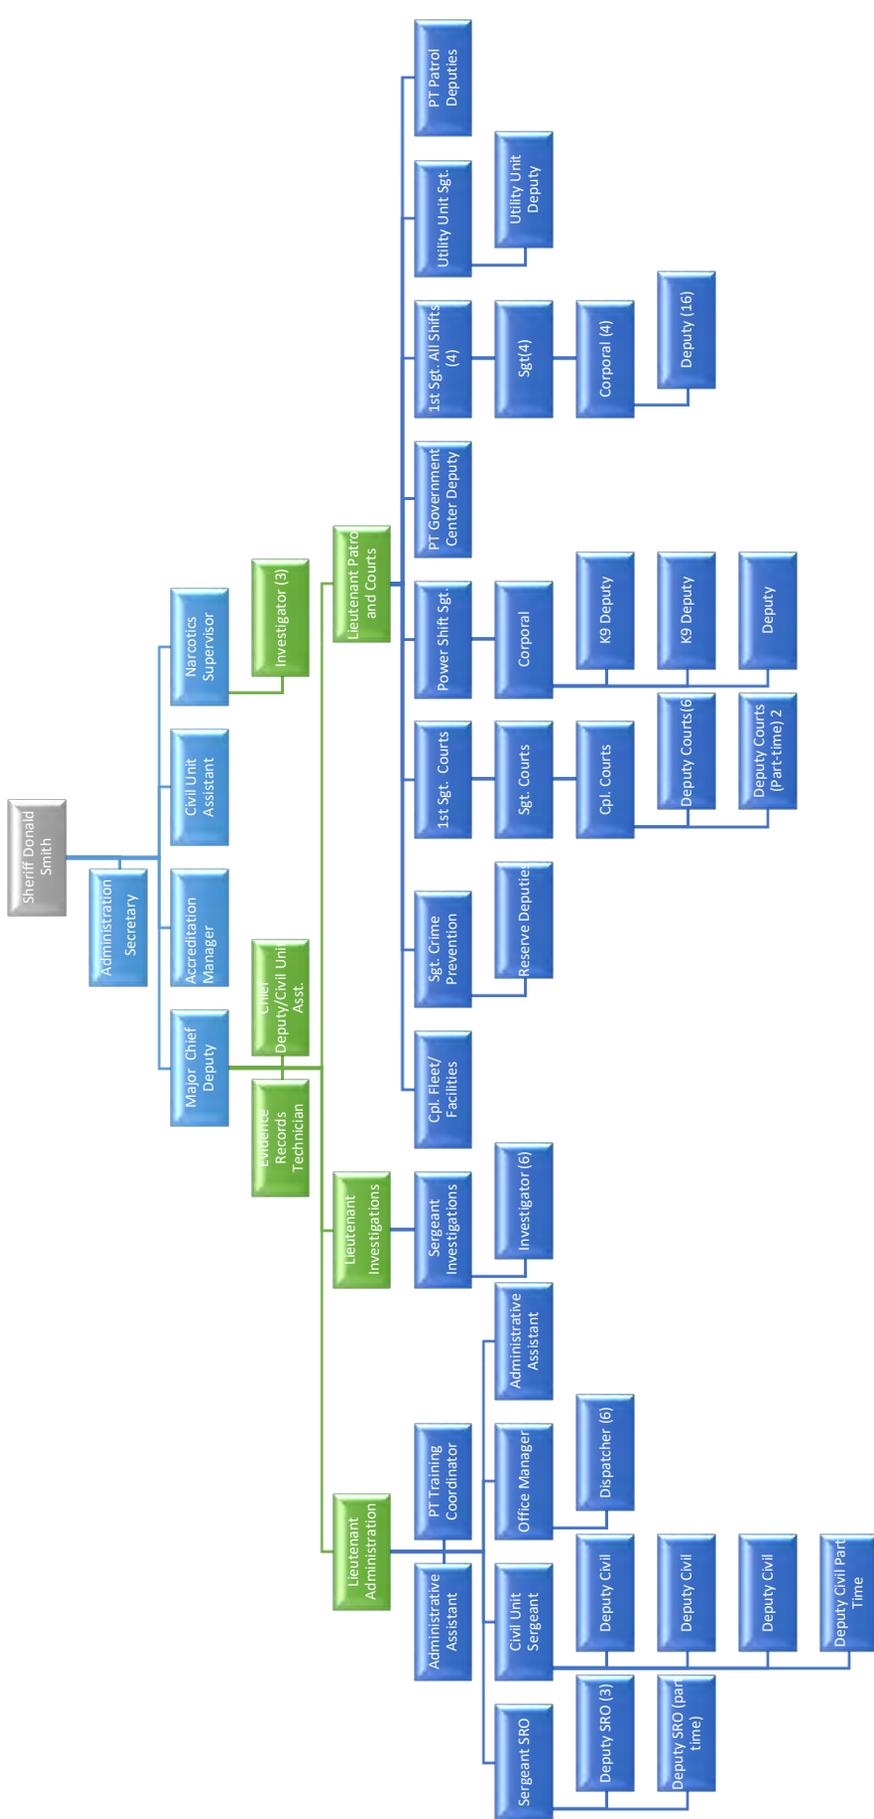 Sheriff Donald
Smith
Administration
Secretary
Major Chief
Deputy
Accreditation
Manager
Civil Unit
Assistant
Narcotics
Supervisor
Evidence
Records
Technician
Chief
Deputy/Civil Unit
Asst.
Investigator (3)
Lieutenant
Administration
Lieutenant
Investigations
Lieutenant Patro
and Courts
Administrative
Assistant
PT Training
Coordinator
Sergeant
Investigations
Cpl. Fleet/
Facilities
Sgt. Crime
Prevention
1st Sgt. Courts
Power Shift Sgt.
PT Government
Center Deputy
1st Sgt. All Shifts
(4)
Utility Unit Sgt.
PT Patrol
Deputies
Sergeant SRO
Civil Unit
Sergeant
Office Manager
Administrative
Assistant
Investigator (6)
Reserve Deputies
Sgt. Courts
Corporal
Sgt(4)
Utility Unit
Deputy
Deputy SRO (3)
Deputy Civil
Dispatcher (6)
Cpl. Courts
K9 Deputy
Corporal (4)
Deputy SRO (par
time)
Deputy Civil
Deputy Courts(6
K9 Deputy
Deputy (16)
Deputy Civil
Deputy Courts
(Part-time) 2
Deputy
Deputy Civil Part
Time